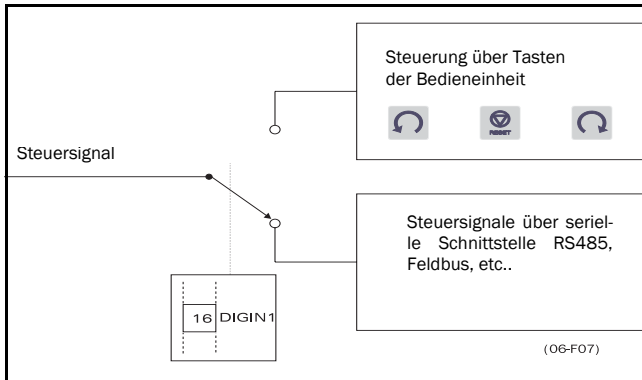 Steuerung über Tasten
der Bedieneinheit
RESET
Steuersignal
Steuersignale über seriel-
le Schnittstelle RS485,
Feldbus, etc..
16 DIGIN1
(06-F07)